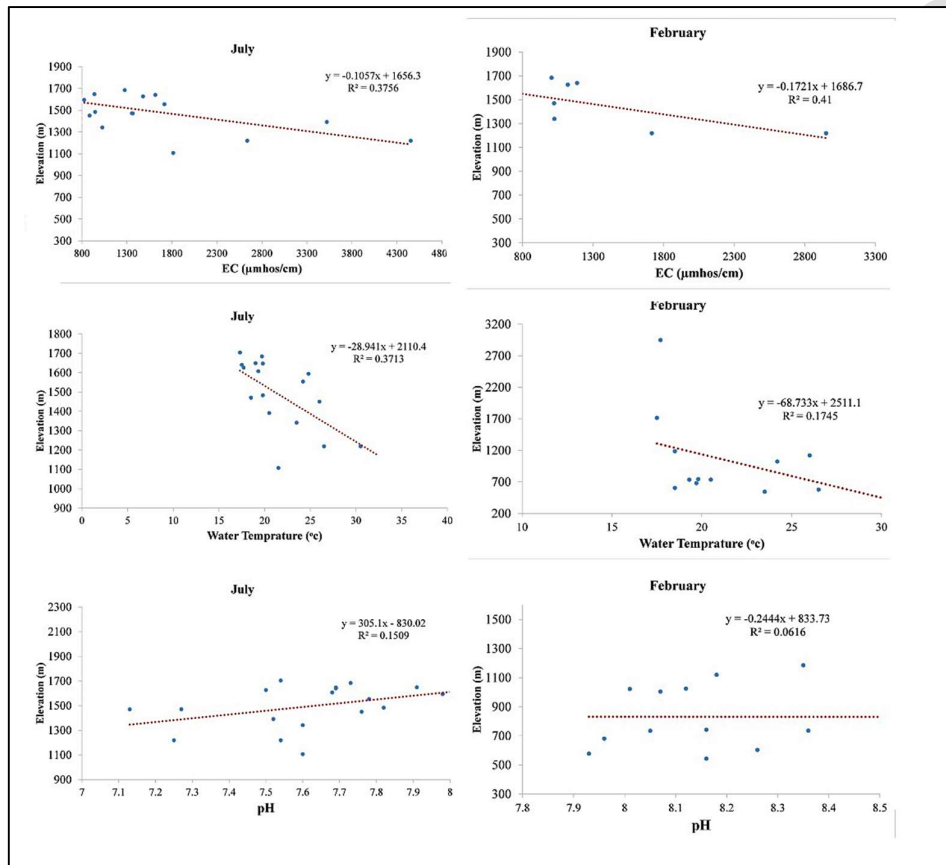 July
y = -0.1057x + 1656.3
R² = 0.3756
1900
1700
1500
1300
1100
900
700
500
300
Elevation (m)
800 1300 1800 2300 2800 3300 3800 4300 480
EC (µmhos/cm)
February
y = -0.1721x + 1686.7
R² = 0.41
1900
1700
1500
1300
1100
900
700
500
300
Elevation (m)
800 1300 1800 2300 2800 3300
EC (µmhos/cm)
July
y = -28.941x + 2110.4
R² = 0.3713
1800
1700
1600
1500
1400
1300
1200
1100
1000
900
Elevation (m)
0 5 10 15 20 25 30 35 40
Water Temprature (°c)
February
y = -68.733x + 2511.1
R² = 0.1745
3200
2700
2200
1700
1200
700
200
Elevation (m)
10 15 20 25 30
Water Temprature (°c)
July
y = 305.1x - 830.02
R² = 0.1509
2300
2100
1900
1700
1500
1300
1100
900
Elevation (m)
7 7.1 7.2 7.3 7.4 7.5 7.6 7.7 7.8 7.9 8
pH
February
y = -0.2444x + 833.73
R² = 0.0616
1500
1300
1100
900
700
500
300
Elevation (m)
7.8 7.9 8 8.1 8.2 8.3 8.4 8.5
pH